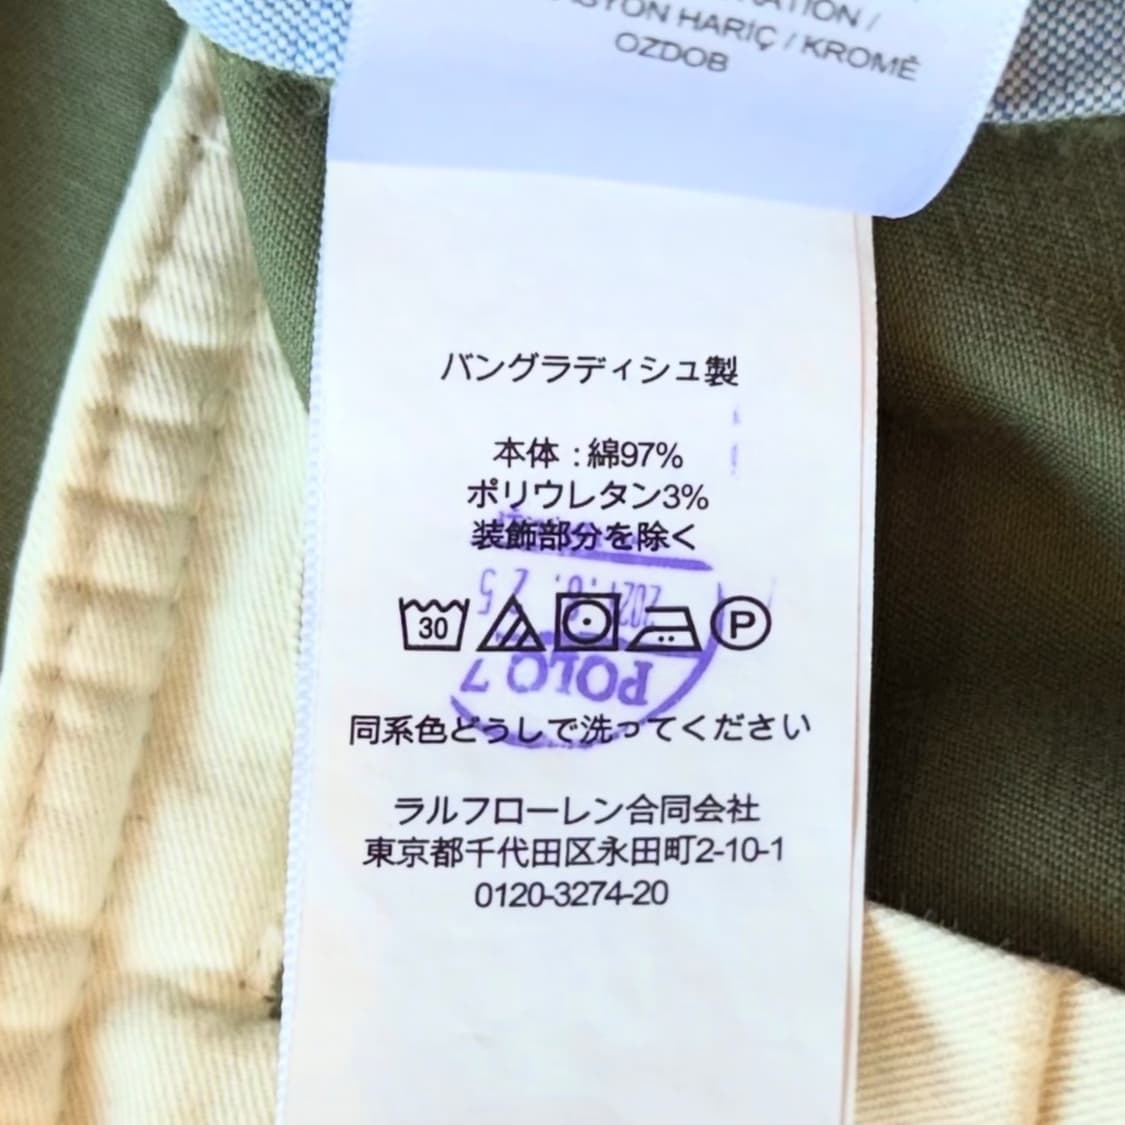 ASYON HARİÇ / KROMĚ
OZDOB
バングラディシュ製
本体 : 綿97%
ポリウレタン3%
装飾部分を除く
30
P
POLO 7
同系色どうしで洗ってください
ラルフローレン合同会社
東京都千代田区永田町2-10-1
0120-3274-20